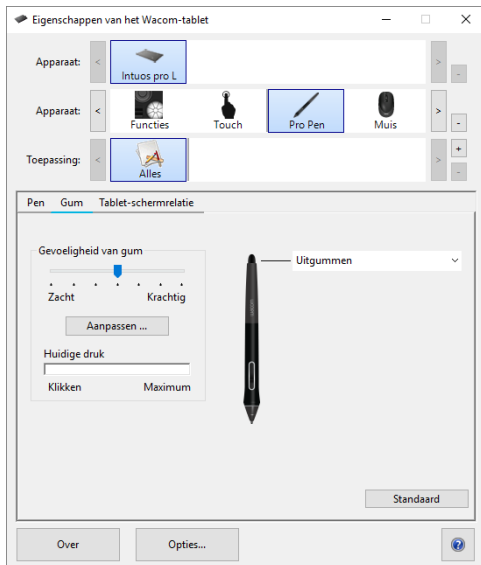 Eigenschappen van het Wacom-tablet
Apparaat:
Intuos pro L
Apparaat:
Functies Touch Pro Pen Muis
Toepassing:
Alles
Pen Gum Tablet-schermrelatie
Gevoeligheid van gum
Uitgummen
Zacht Krachtig
Aanpassen ...
Huidige druk
Klikken Maximum
Standaard
Over Opties...